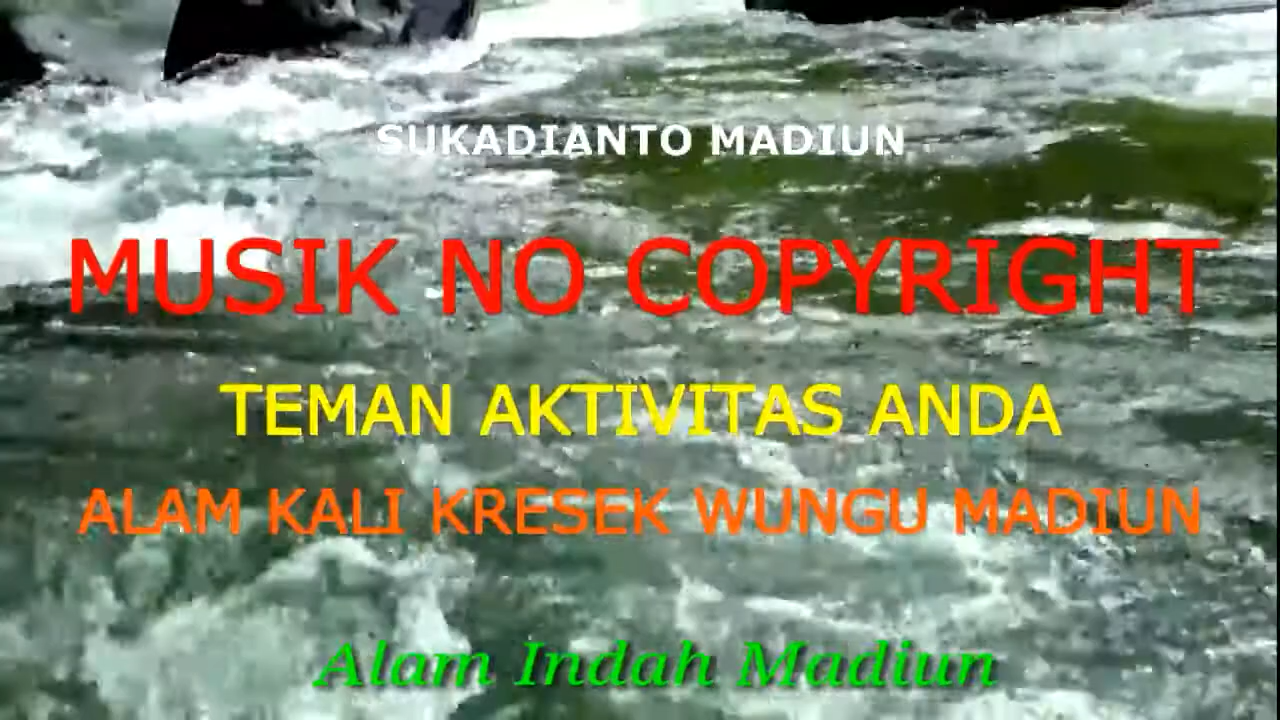 SUKADIANTO MADIUN
MUSIK NO COPYRIGHT
TEMAN AKTIVITAS ANDA
ALAM KALI KRESEK WUNGU MADIUN
Alam Indah Madiun